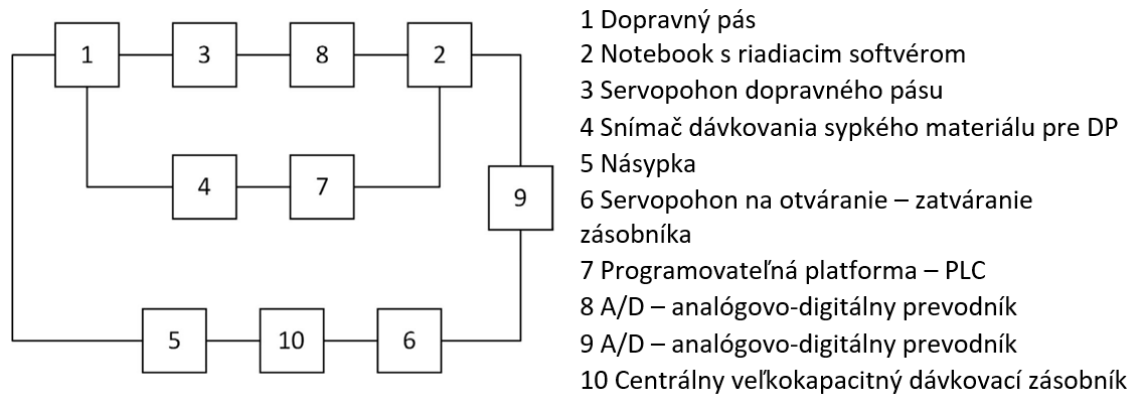 1 3 8 2
4 7 9
5 10 6
1 Dopravný pás
2 Notebook s riadiacim softvérom
3 Servopohon dopravného pásu
4 Snímač dávkovania sypkého materiálu pre DP
5 Násypka
6 Servopohon na otváranie – zatváranie
zásobníka
7 Programovateľná platforma – PLC
8 A/D – analógovo-digitálny prevodník
9 A/D – analógovo-digitálny prevodník
10 Centrálny veľkokapacitný dávkovací zásobník